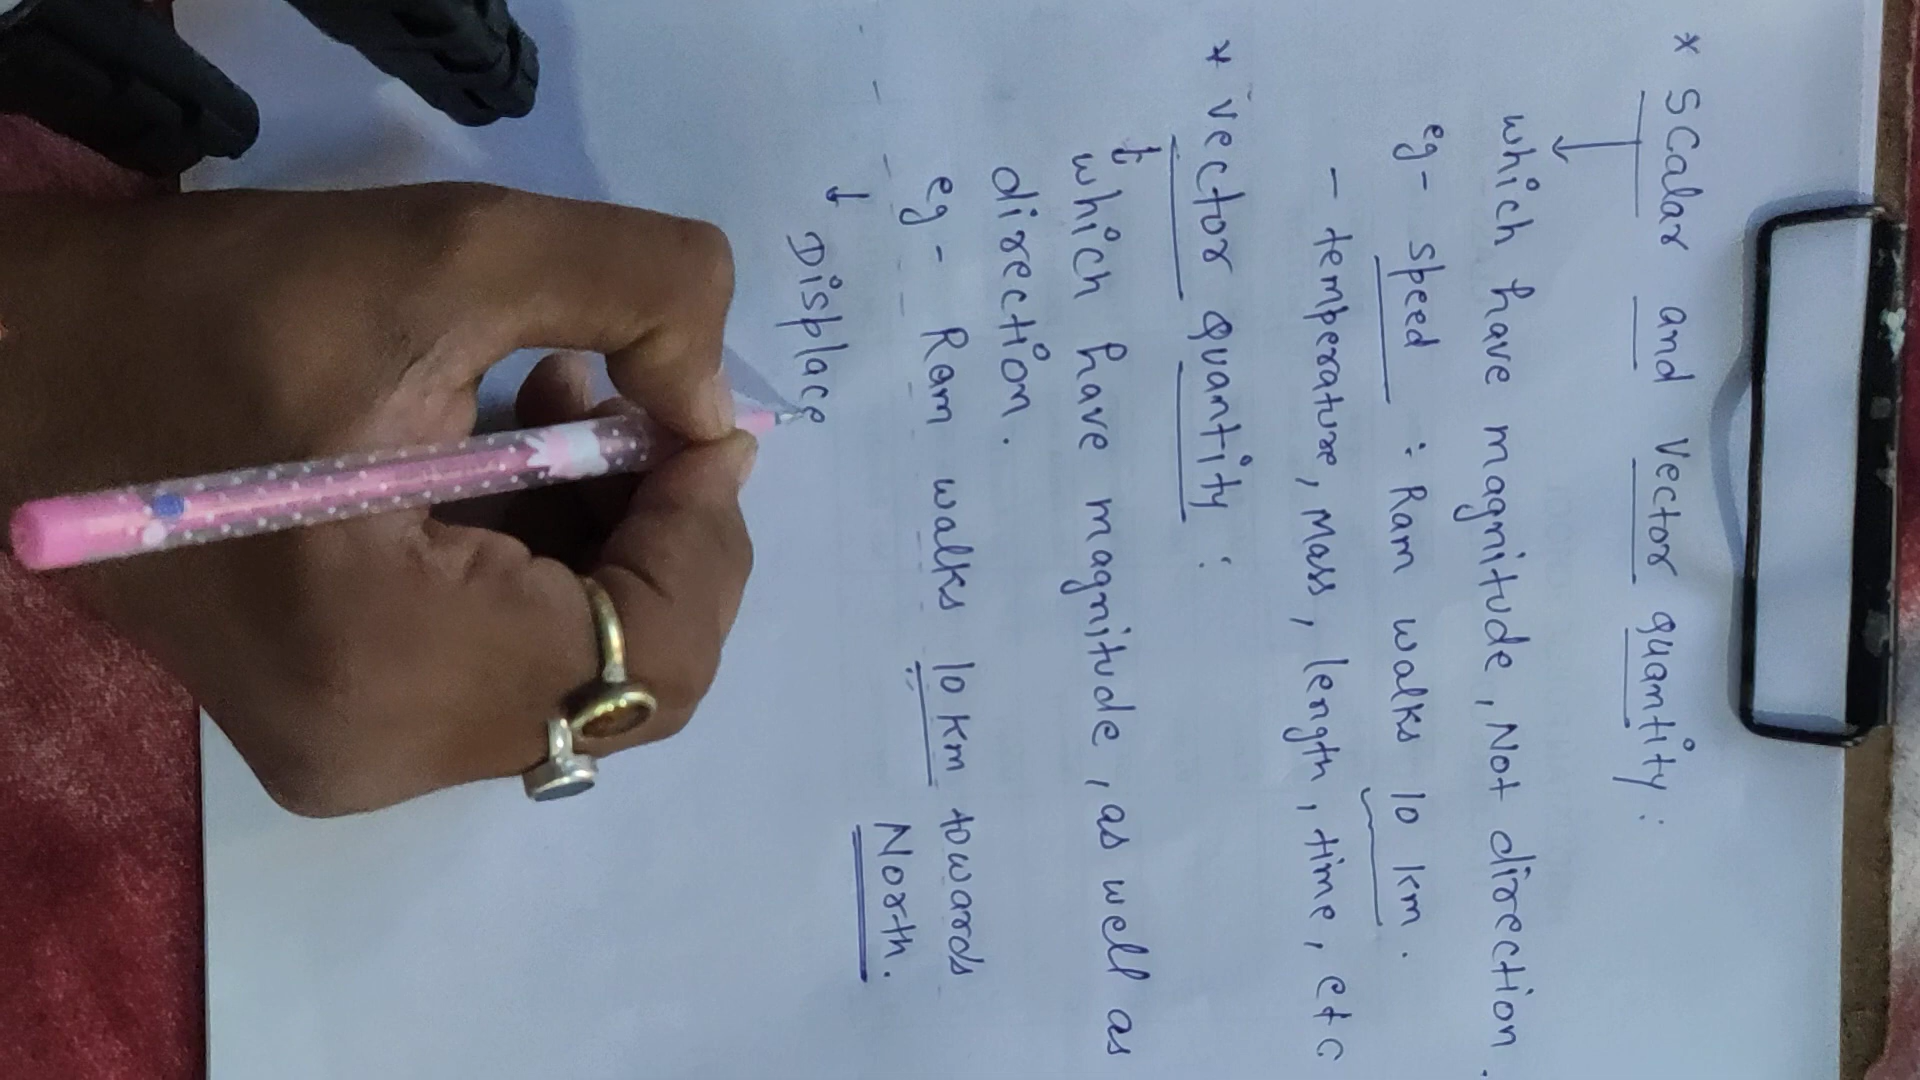 * Scalar and Vector quantity :
↓
which have magnitude, Not direction.
eg - speed : Ram walks 10 km.
- temperature, Mass, length, time, etc
* Vector quantity :
↓
which have magnitude, as well as
direction.
eg - Ram walks 10 km towards
North.
↓ Displace